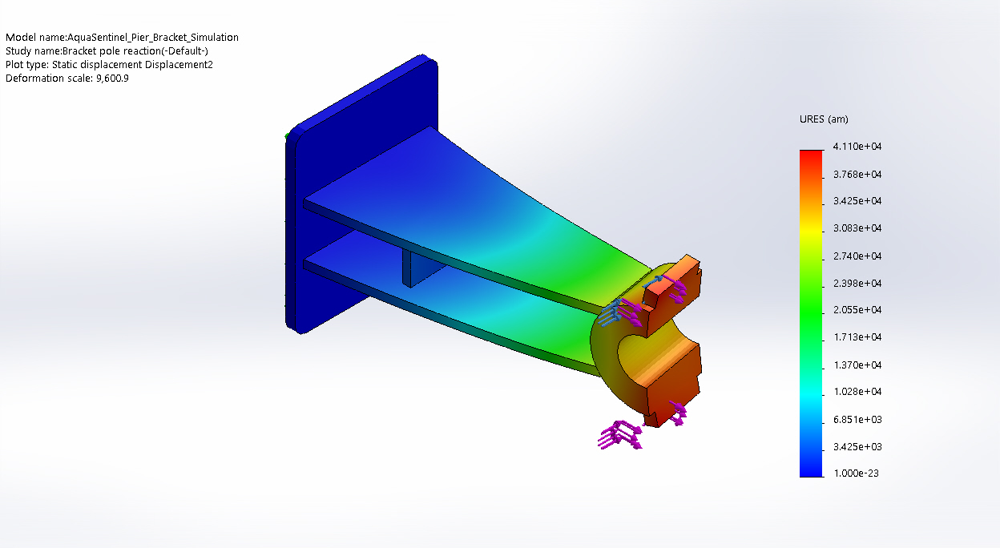 Model name:AquaSentinel_Pier_Bracket_Simulation
Study name:Bracket pole reaction(-Default-)
Plot type: Static displacement Displacement2
Deformation scale: 9,600.9
URES (am)
4.110e+04
3.768e+04
3.425e+04
3.083e+04
2.740e+04
2.398e+04
2.055e+04
1.713e+04
1.370e+04
1.028e+04
6.851e+03
3.425e+03
1.000e-23